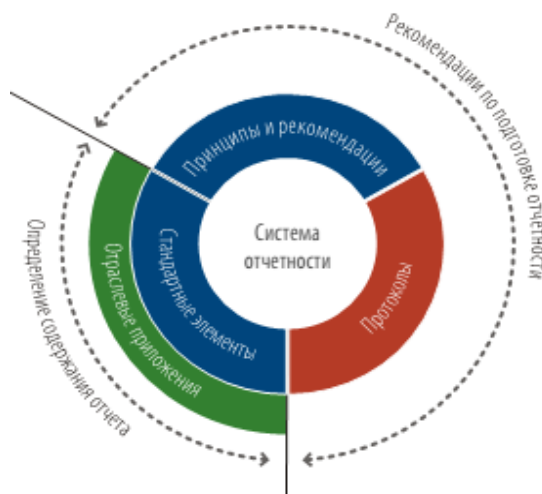 Рекомендации по подготовке отчетности
Принципы и рекомендации
Система
отчетности
Протоколы
Стандартные элементы
Отраслевые приложения
Определение содержания отчета